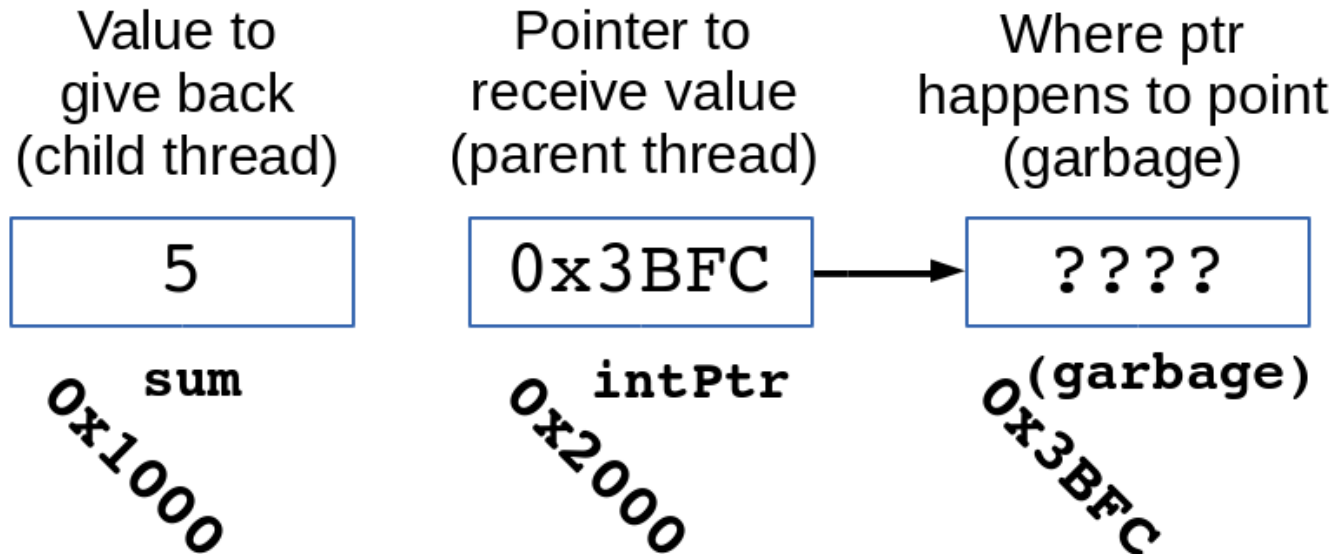 Value to
give back
(child thread)
5
sum
0x1000
Pointer to
receive value
(parent thread)
0x3BFC
intPtr
0x2000
Where ptr
happens to point
(garbage)
????
(garbage)
0x3BFC